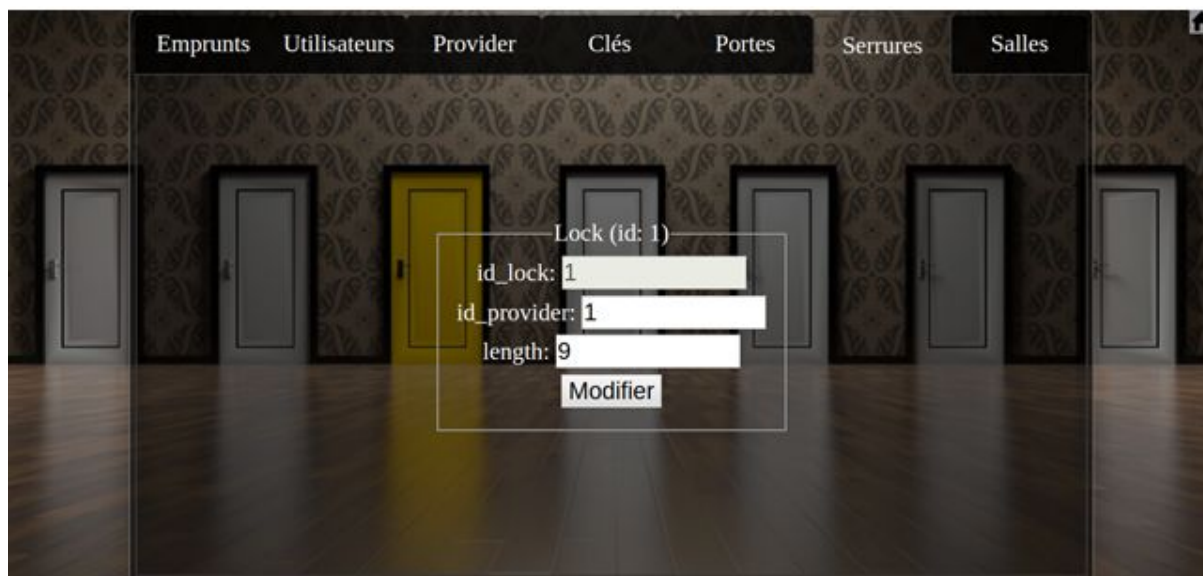 Emprunts Utilisateurs Provider Clés Portes Serrures Salles
Lock (id: 1)
id_lock: 1
id_provider: 1
length: 9
Modifier